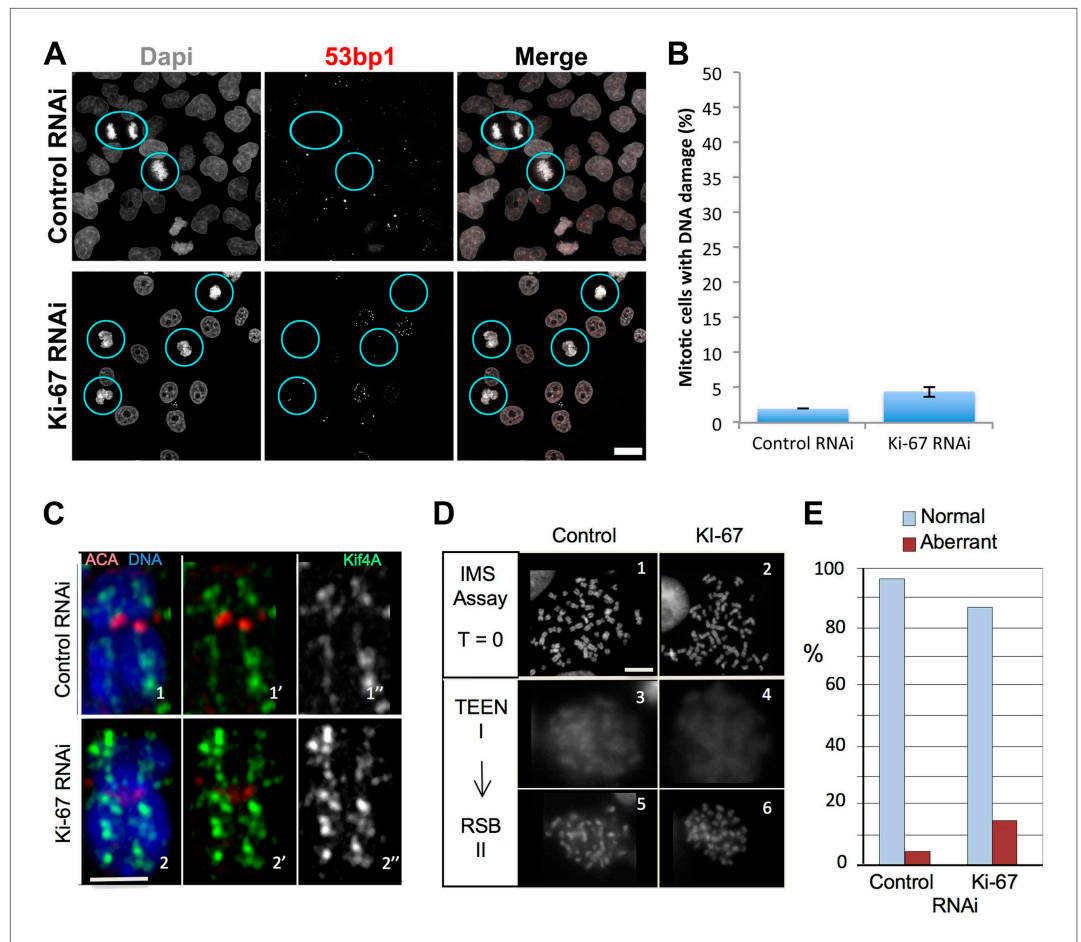 A
Dapi
53bp1
Merge
Control RNAi
Ki-67 RNAi
B
Mitotic cells with DNA damage (%)
50
45
40
35
30
25
20
15
10
5
0
Control RNAi
Ki-67 RNAi
C
ACA DNA
Kif4A
Control RNAi
1
1’
1’’
Ki-67 RNAi
2
2’
2’’
D
Control
KI-67
IMS
Assay
T = 0
1
2
TEEN
I
3
4
RSB
II
5
6
E
Normal
Aberrant
100
80
%
60
40
20
0
Control
Ki-67
RNAi